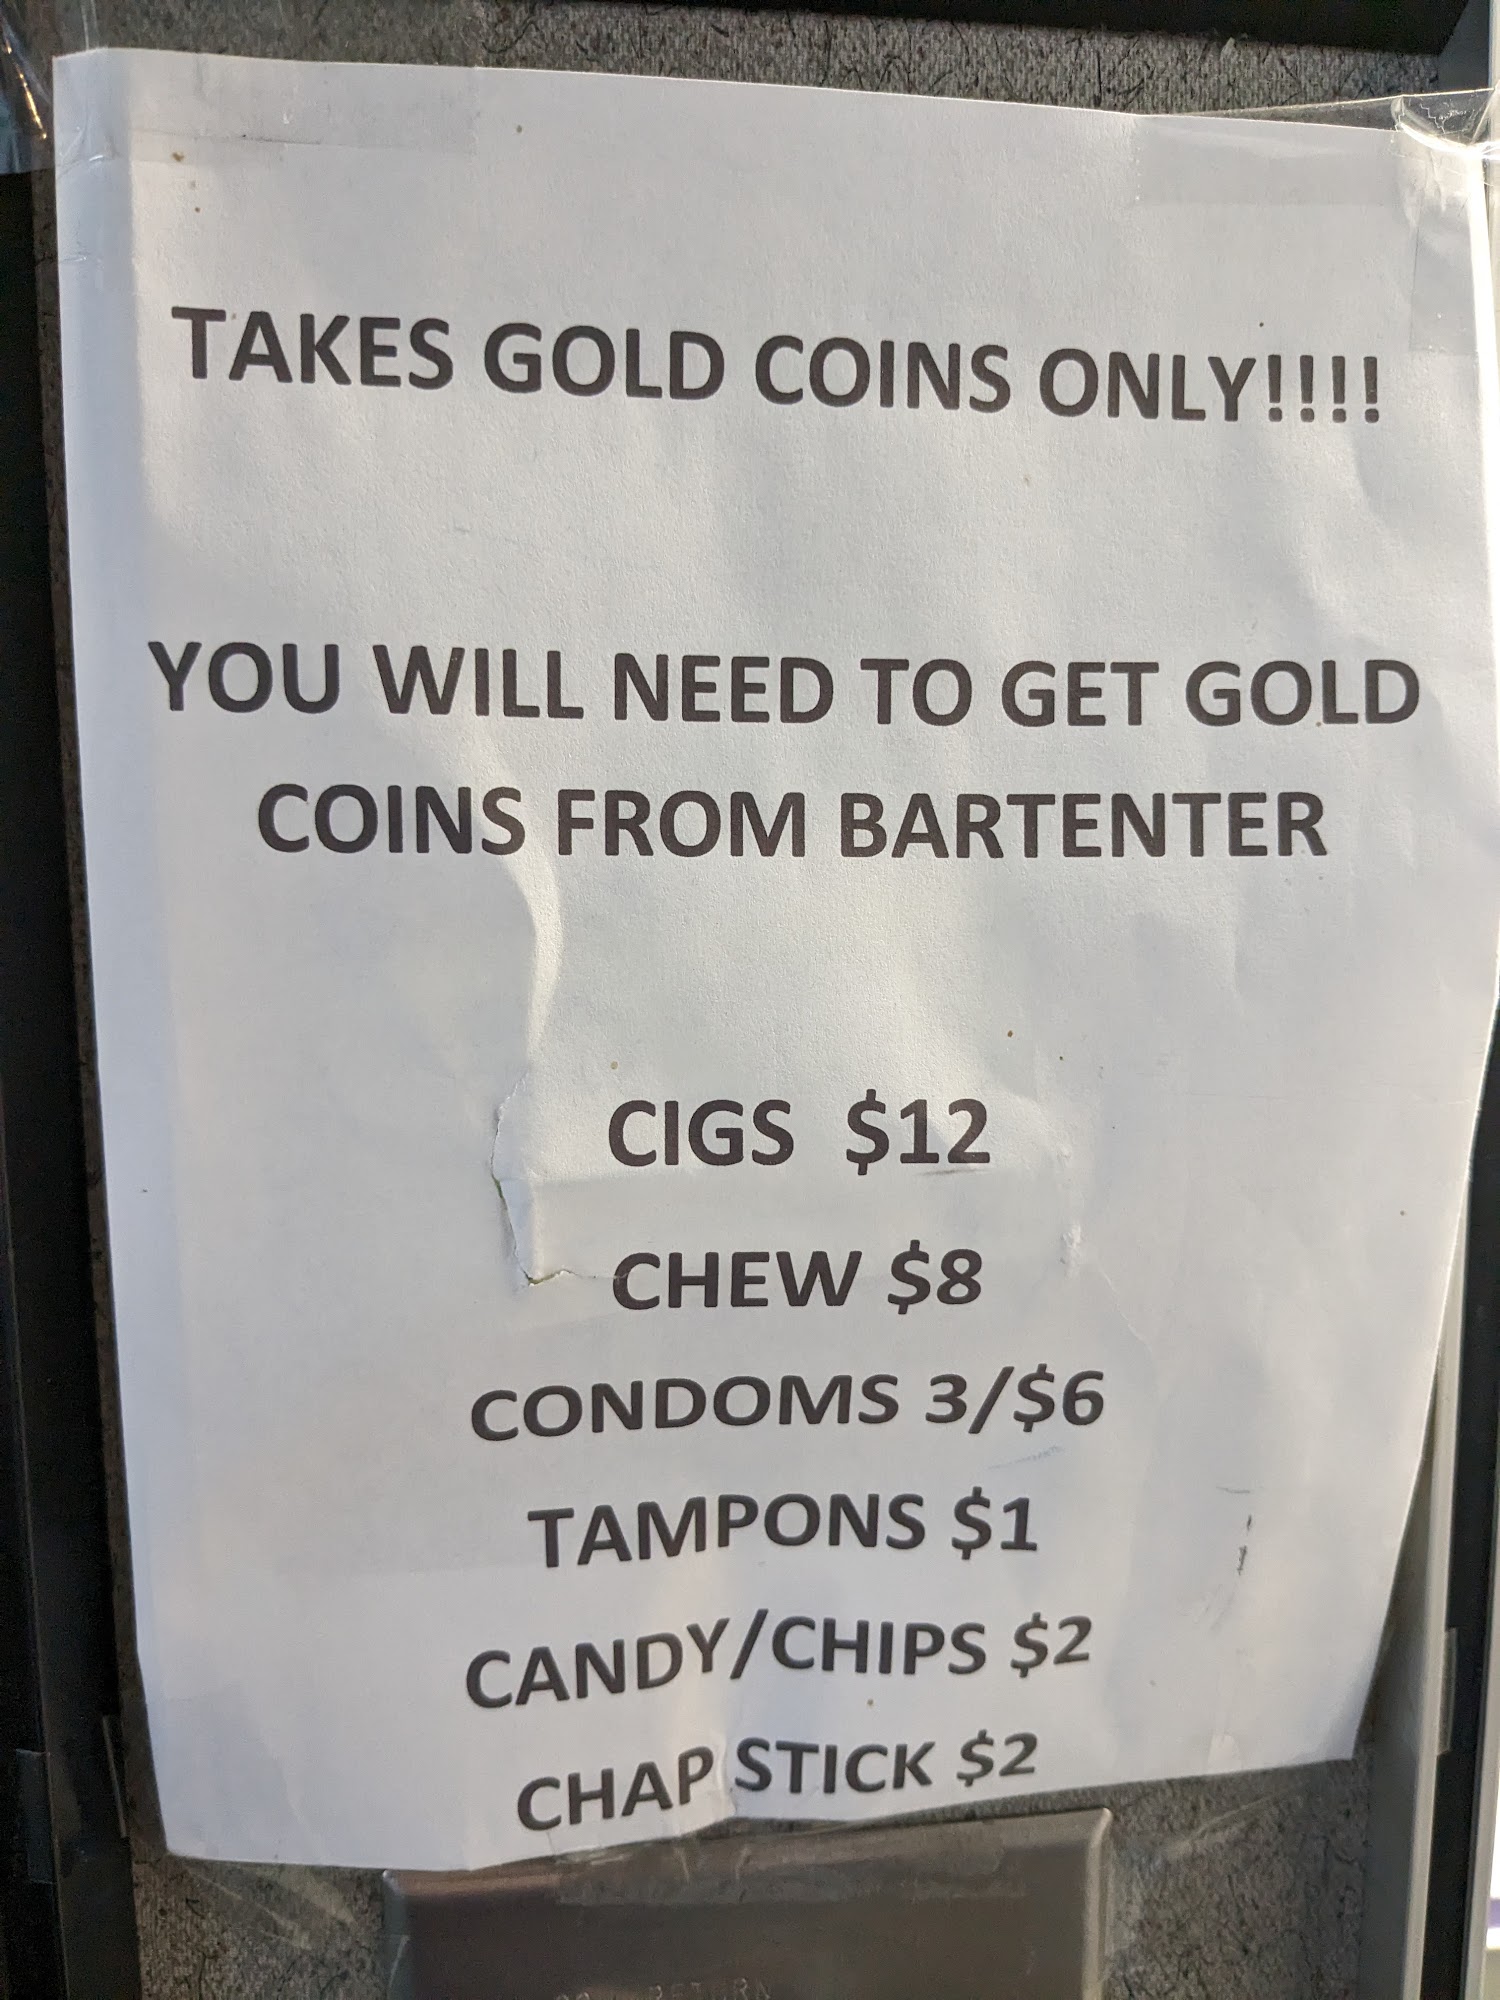 TAKES GOLD COINS ONLY!!!!
YOU WILL NEED TO GET GOLD
COINS FROM BARTENTER
CIGS $12
CHEW $8
CONDOMS 3/$6
TAMPONS $1
CANDY/CHIPS $2
CHAP STICK $2
RETURN